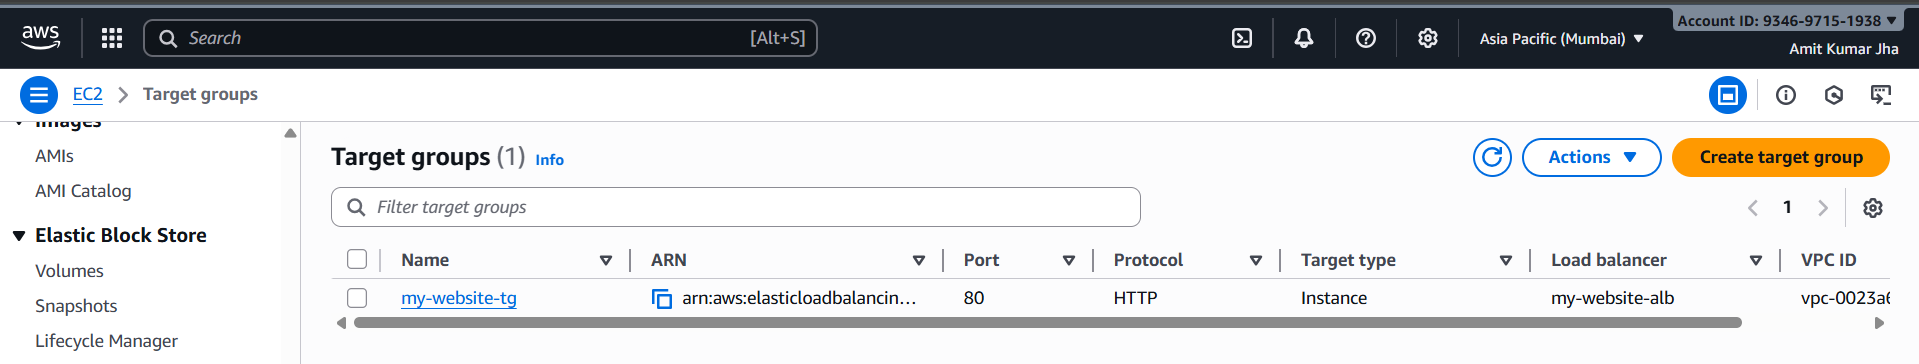 aws
Search [Alt+S]
Asia Pacific (Mumbai)
Account ID: 9346-9715-1938
Amit Kumar Jha
EC2 > Target groups
Images
AMIs
AMI Catalog
Elastic Block Store
Volumes
Snapshots
Lifecycle Manager
Target groups (1) Info
Actions
Create target group
Filter target groups
1
Name ARN Port Protocol Target type Load balancer VPC ID
my-website-tg arn:aws:elasticloadbalancin... 80 HTTP Instance my-website-alb vpc-0023a6